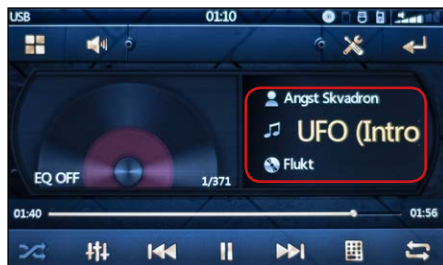 USB 01:10
Angst Skvadron
UFO (Intro
Flukt
EQ OFF 1/371
01:40 01:56